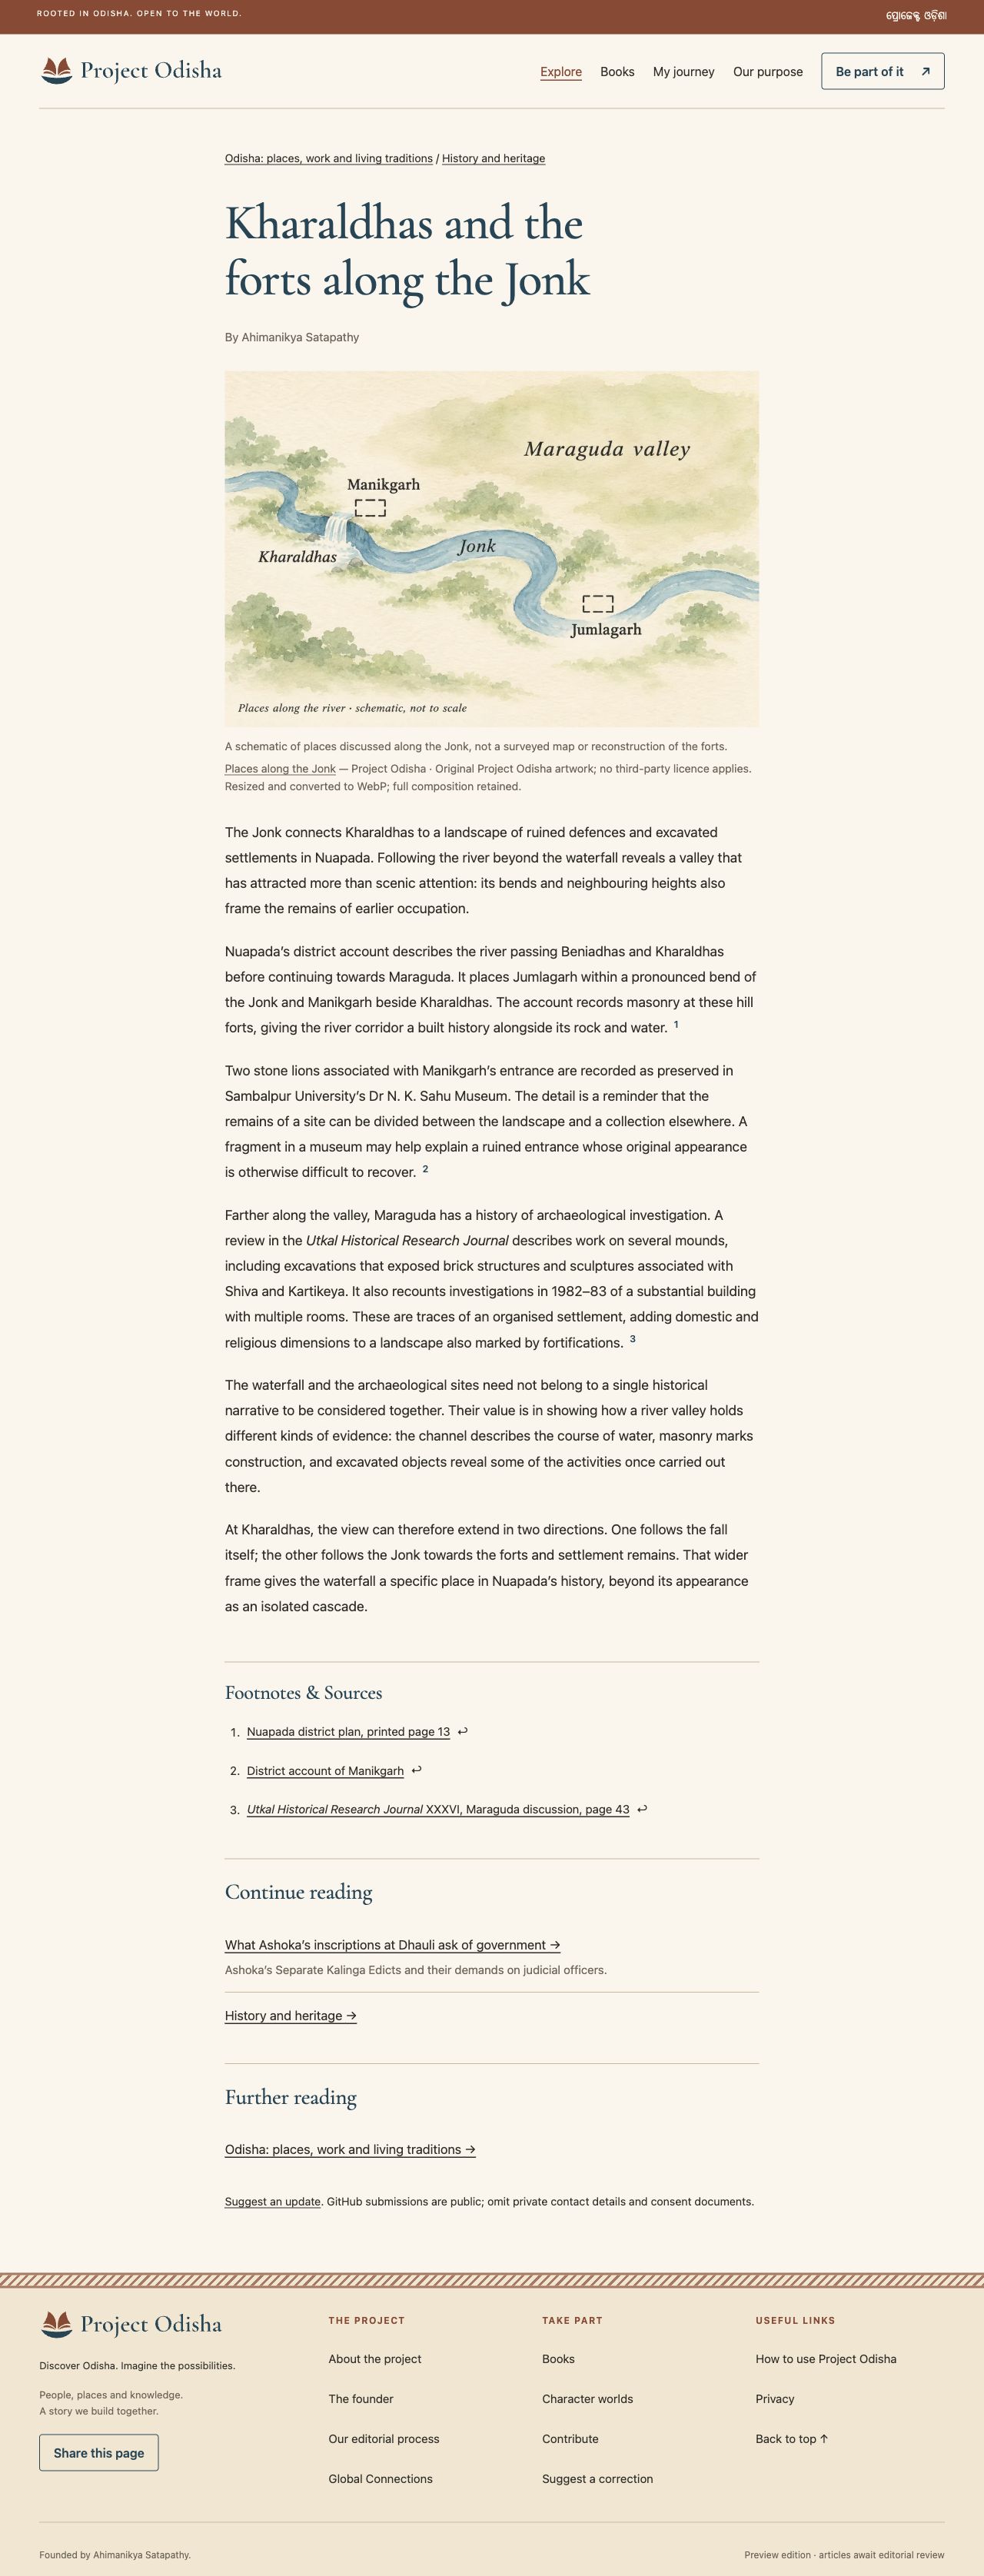 ROOTED IN ODISHA. OPEN TO THE WORLD.
ପ୍ରୋଜେକ୍ଟ ଓଡ଼ିଶା
Project Odisha
Explore
Books
My journey
Our purpose
Be part of it ↗
Odisha: places, work and living traditions / History and heritage
Kharaldhas and the
forts along the Jonk
By Ahimanikya Satapathy
Maraguda valley
Manikgarh
Kharaldhas
Jonk
Jumlagarh
Places along the river · schematic, not to scale
A schematic of places discussed along the Jonk, not a surveyed map or reconstruction of the forts.
Places along the Jonk — Project Odisha · Original Project Odisha artwork; no third-party licence applies.
Resized and converted to WebP; full composition retained.
The Jonk connects Kharaldhas to a landscape of ruined defences and excavated
settlements in Nuapada. Following the river beyond the waterfall reveals a valley that
has attracted more than scenic attention: its bends and neighbouring heights also
frame the remains of earlier occupation.
Nuapada’s district account describes the river passing Beniadhas and Kharaldhas
before continuing towards Maraguda. It places Jumlagarh within a pronounced bend of
the Jonk and Manikgarh beside Kharaldhas. The account records masonry at these hill
forts, giving the river corridor a built history alongside its rock and water. 1
Two stone lions associated with Manikgarh’s entrance are recorded as preserved in
Sambalpur University’s Dr N. K. Sahu Museum. The detail is a reminder that the
remains of a site can be divided between the landscape and a collection elsewhere. A
fragment in a museum may help explain a ruined entrance whose original appearance
is otherwise difficult to recover. 2
Farther along the valley, Maraguda has a history of archaeological investigation. A
review in the Utkal Historical Research Journal describes work on several mounds,
including excavations that exposed brick structures and sculptures associated with
Shiva and Kartikeya. It also recounts investigations in 1982–83 of a substantial building
with multiple rooms. These are traces of an organised settlement, adding domestic and
religious dimensions to a landscape also marked by fortifications. 3
The waterfall and the archaeological sites need not belong to a single historical
narrative to be considered together. Their value is in showing how a river valley holds
different kinds of evidence: the channel describes the course of water, masonry marks
construction, and excavated objects reveal some of the activities once carried out
there.
At Kharaldhas, the view can therefore extend in two directions. One follows the fall
itself; the other follows the Jonk towards the forts and settlement remains. That wider
frame gives the waterfall a specific place in Nuapada’s history, beyond its appearance
as an isolated cascade.
Footnotes & Sources
1. Nuapada district plan, printed page 13 ↩
2. District account of Manikgarh ↩
3. Utkal Historical Research Journal XXXVI, Maraguda discussion, page 43 ↩
Continue reading
What Ashoka’s inscriptions at Dhauli ask of government →
Ashoka’s Separate Kalinga Edicts and their demands on judicial officers.
History and heritage →
Further reading
Odisha: places, work and living traditions →
Suggest an update. GitHub submissions are public; omit private contact details and consent documents.
Project Odisha
Discover Odisha. Imagine the possibilities.
People, places and knowledge.
A story we build together.
Share this page
THE PROJECT
About the project
The founder
Our editorial process
Global Connections
TAKE PART
Books
Character worlds
Contribute
Suggest a correction
USEFUL LINKS
How to use Project Odisha
Privacy
Back to top ↑
Founded by Ahimanikya Satapathy.
Preview edition · articles await editorial review